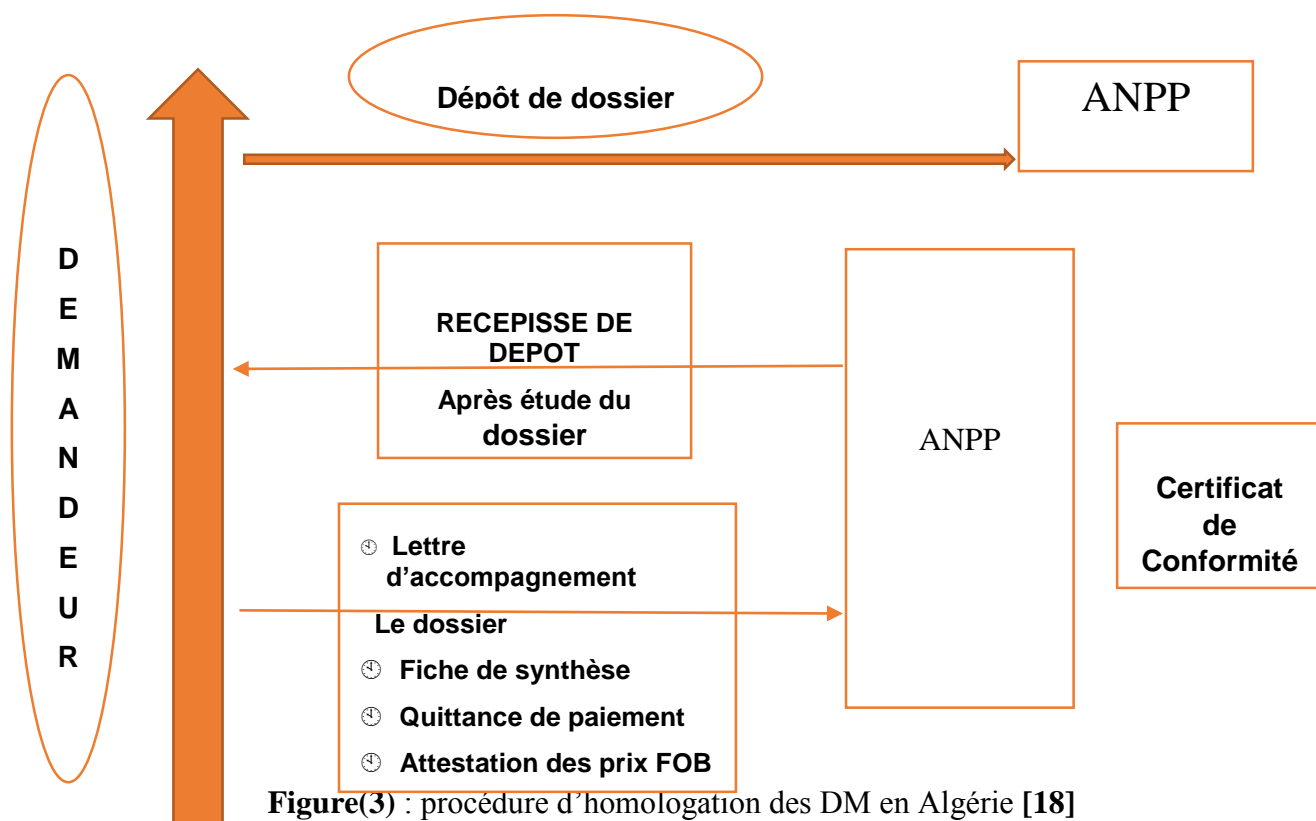 Dépôt de dossier
ANPP
D
E
M
A
N
D
E
U
R
RECEPISSE DE
DEPOT
Après étude du
dossier
ANPP
Certificat
de
Conformité
Lettre
d’accompagnement
Le dossier
Fiche de synthèse
Quittance de paiement
Attestation des prix FOB
Figure(3) : procédure d’homologation des DM en Algérie [18]